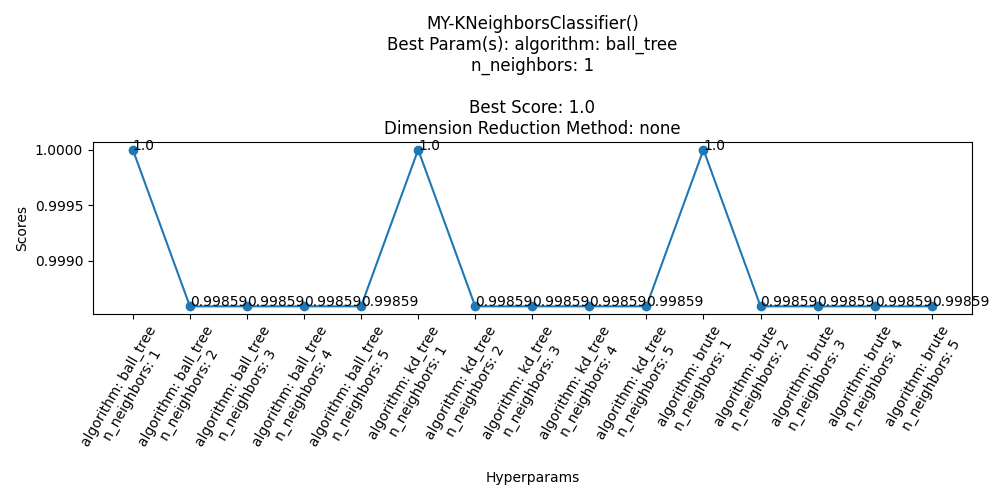 MY-KNeighborsClassifier()
Best Param(s): algorithm: ball_tree
n_neighbors: 1
Best Score: 1.0
Dimension Reduction Method: none
Scores
1.0000
0.9995
0.9990
1.0
0.99859
0.99859
0.99859
0.99859
1.0
0.99859
0.99859
0.99859
0.99859
1.0
0.99859
0.99859
0.99859
0.99859
algorithm: ball_tree
n_neighbors: 1
algorithm: ball_tree
n_neighbors: 2
algorithm: ball_tree
n_neighbors: 3
algorithm: ball_tree
n_neighbors: 4
algorithm: ball_tree
n_neighbors: 5
algorithm: kd_tree
n_neighbors: 1
algorithm: kd_tree
n_neighbors: 2
algorithm: kd_tree
n_neighbors: 3
algorithm: kd_tree
n_neighbors: 4
algorithm: kd_tree
n_neighbors: 5
algorithm: brute
n_neighbors: 1
algorithm: brute
n_neighbors: 2
algorithm: brute
n_neighbors: 3
algorithm: brute
n_neighbors: 4
algorithm: brute
n_neighbors: 5
Hyperparams